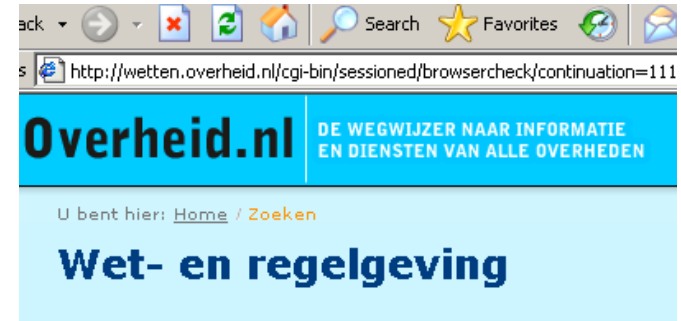 ack Search Favorites
s http://wetten.overheid.nl/cgi-bin/sessioned/browsercheck/continuation=111
Overheid.nl DE WEGWIJZER NAAR INFORMATIE
EN DIENSTEN VAN ALLE OVERHEDEN
U bent hier: Home / Zoeken
Wet- en regelgeving